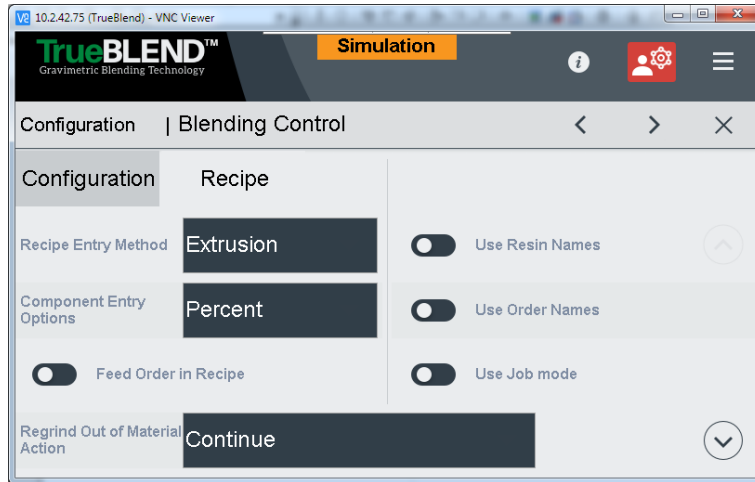 10.2.42.75 (TrueBlend) - VNC Viewer
TrueBLEND™
Gravimetric Blending Technology
Simulation
Configuration | Blending Control
Configuration
Recipe
Recipe Entry Method
Extrusion
Use Resin Names
Component Entry
Options
Percent
Use Order Names
Feed Order in Recipe
Use Job mode
Regrind Out of Material
Action
Continue